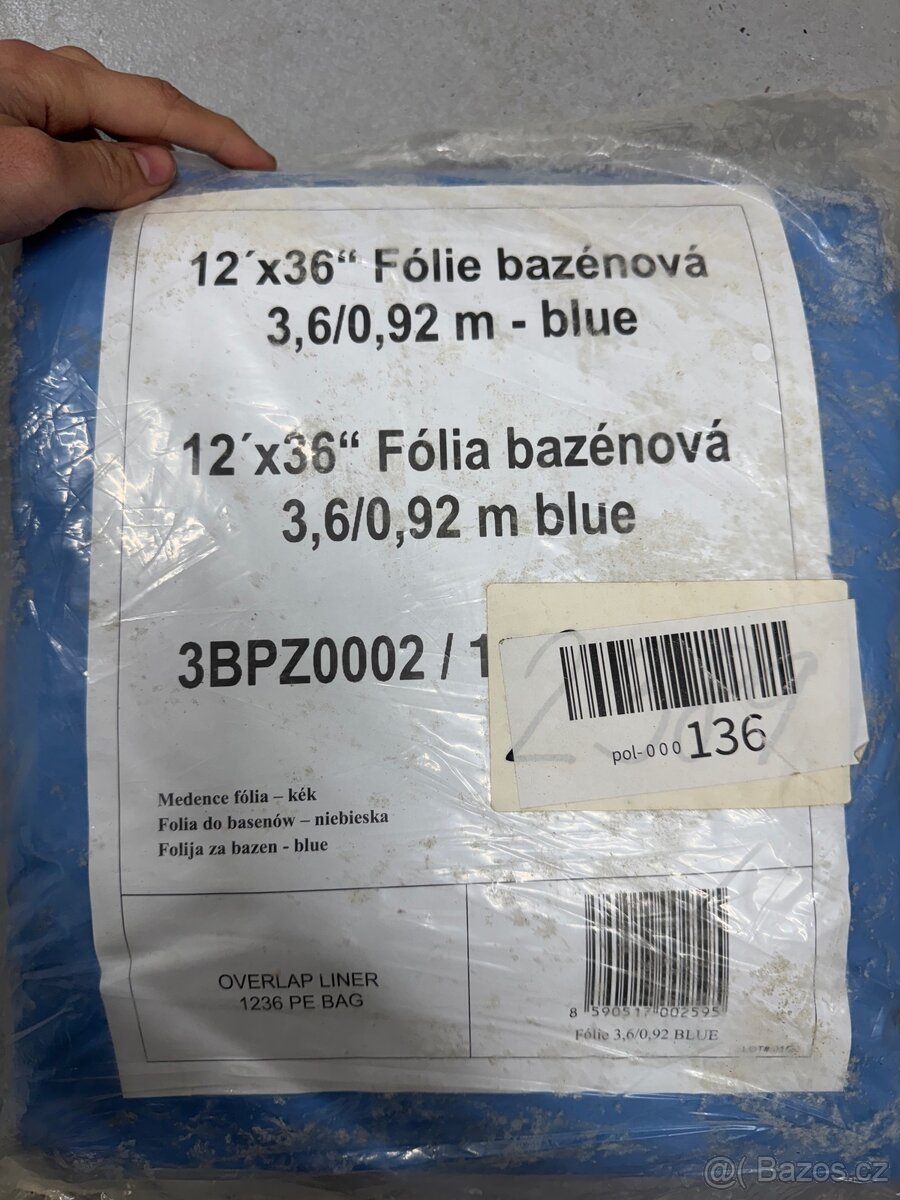 12´x36“ Fólie bazénová
3,6/0,92 m - blue
12´x36“ Fólia bazénová
3,6/0,92 m blue
3BPZ0002 / 1
pol-000136
Medence fólia – kék
Folia do basenów – niebieska
Folija za bazen - blue
OVERLAP LINER
1236 PE BAG
8 590517 002595
Fólie 3,6/0,92 BLUE
LOT#
@( Bazos.cz